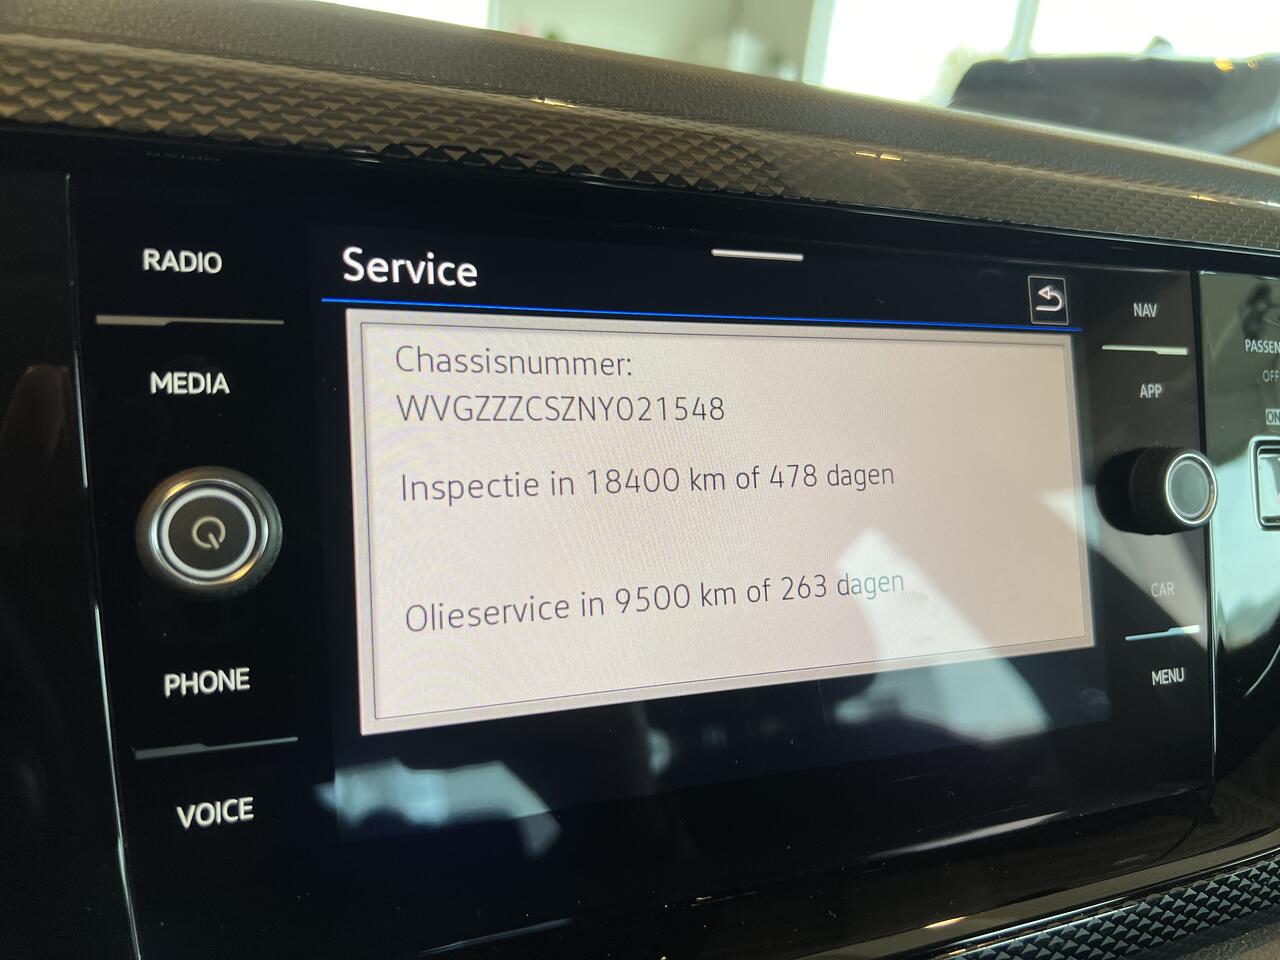 RADIO
MEDIA
PHONE
VOICE
Service
Chassisnummer:
WVGZZZCSZNY021548
Inspectie in 18400 km of 478 dagen
Olieservice in 9500 km of 263 dagen
NAV
APP
CAR
MENU
ON